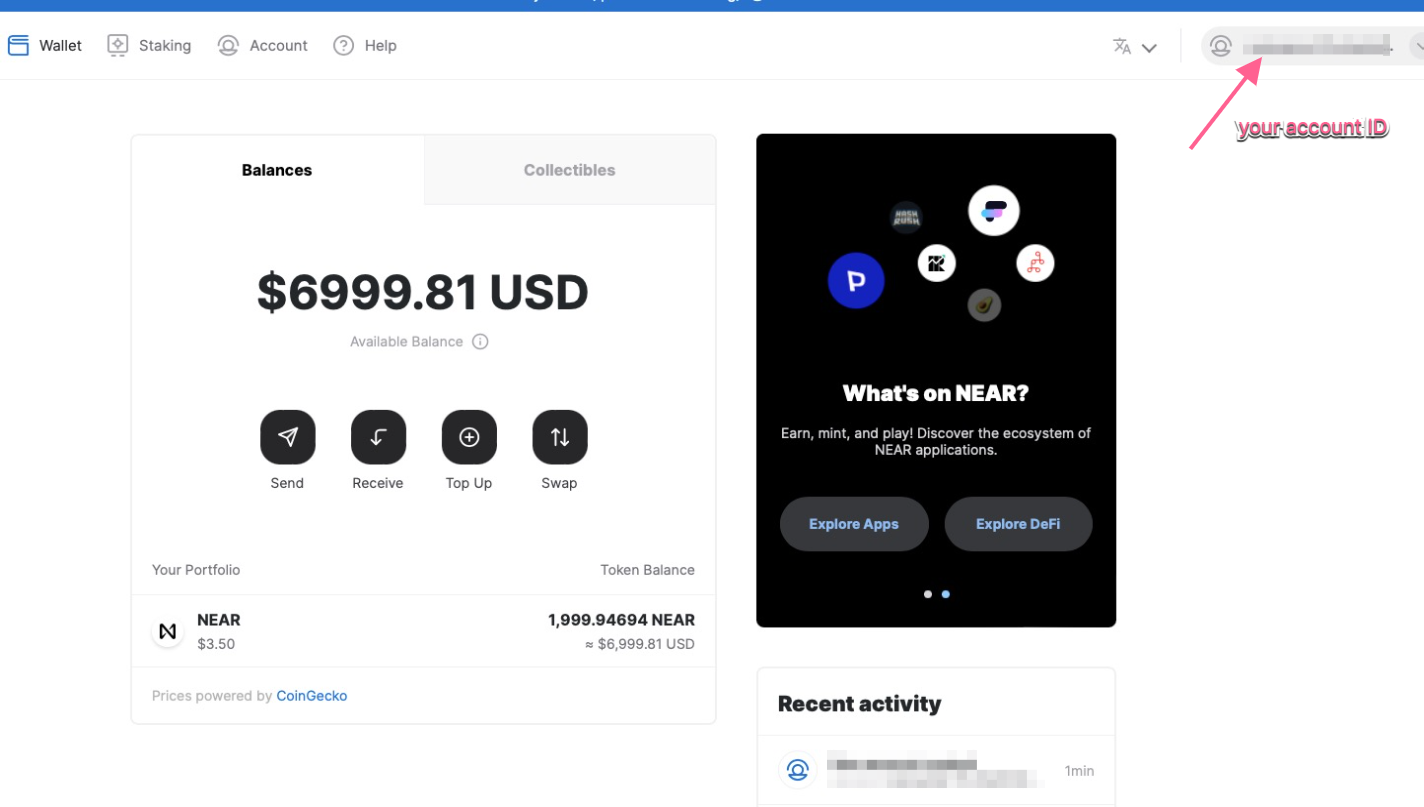 Wallet
Staking
Account
Help
your account ID
Balances
Collectibles
$6999.81 USD
Available Balance
Send
Receive
Top Up
Swap
Your Portfolio
Token Balance
NEAR
1,999.94694 NEAR
$3.50
≈ $6,999.81 USD
Prices powered by CoinGecko
HASH
RUSH
What's on NEAR?
Earn, mint, and play! Discover the ecosystem of
NEAR applications.
Explore Apps
Explore DeFi
Recent activity
1min